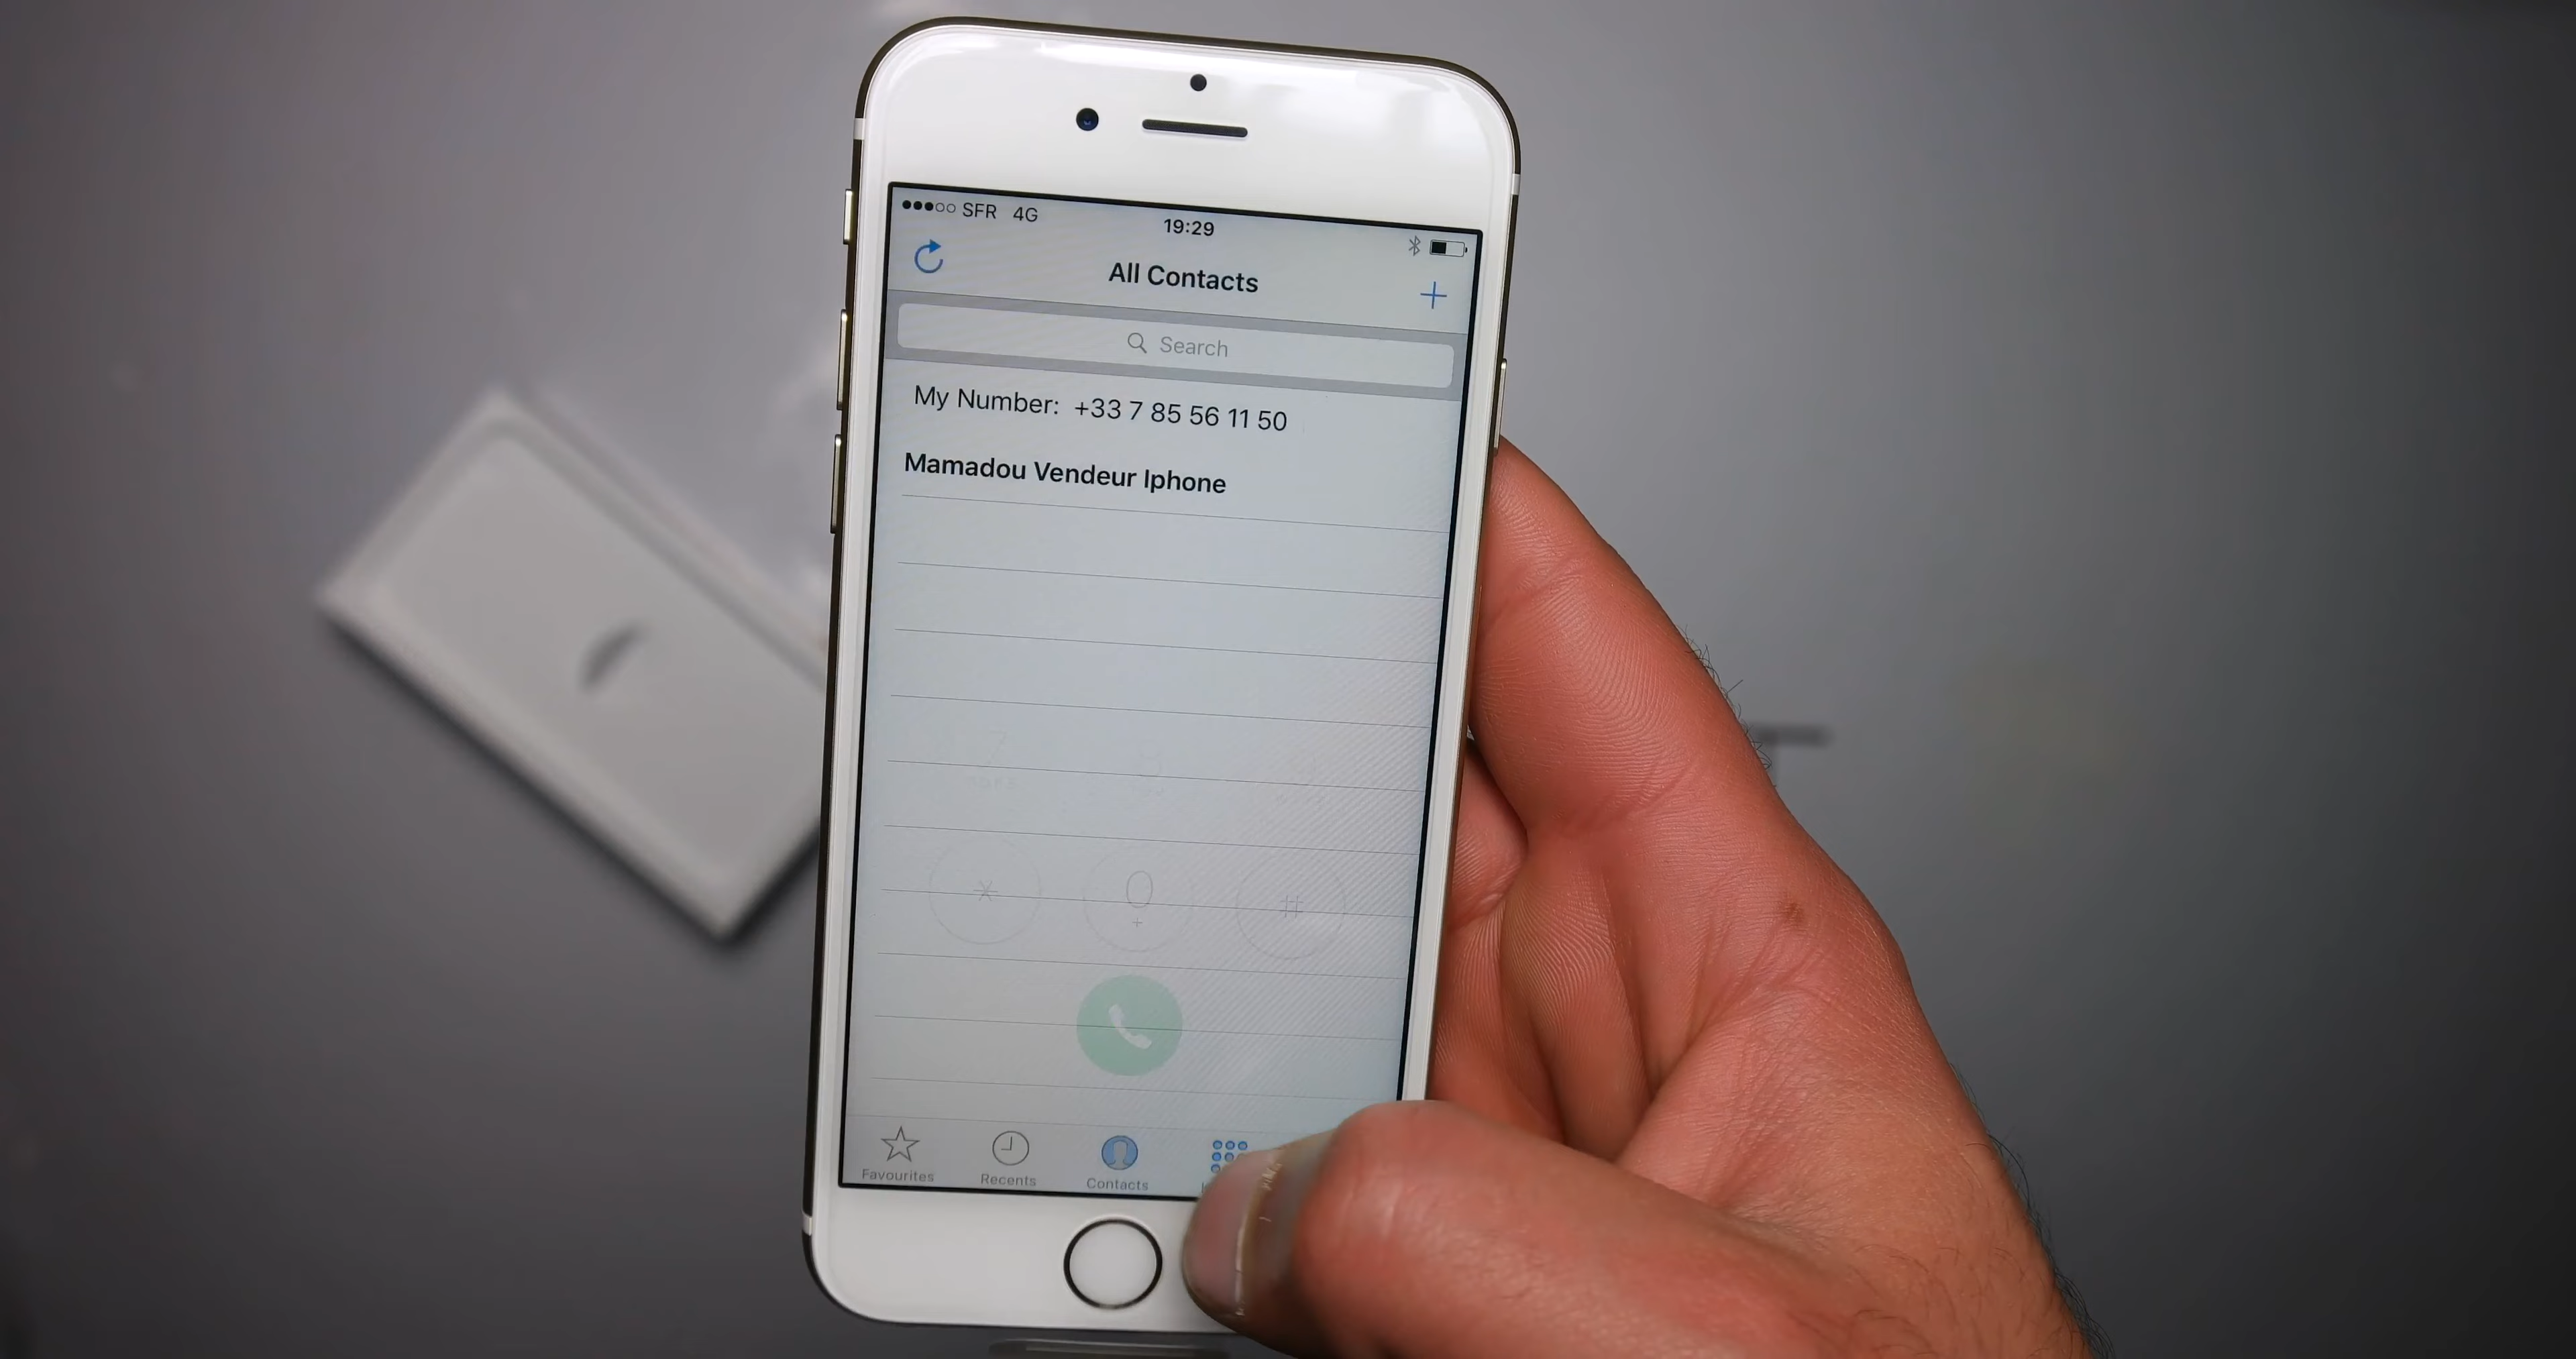 ●●●○○ SFR 4G 19:29
All Contacts +
Search
My Number: +33 7 85 56 11 50
Mamadou Vendeur Iphone
* 0 #
+
Favourites Recents Contacts